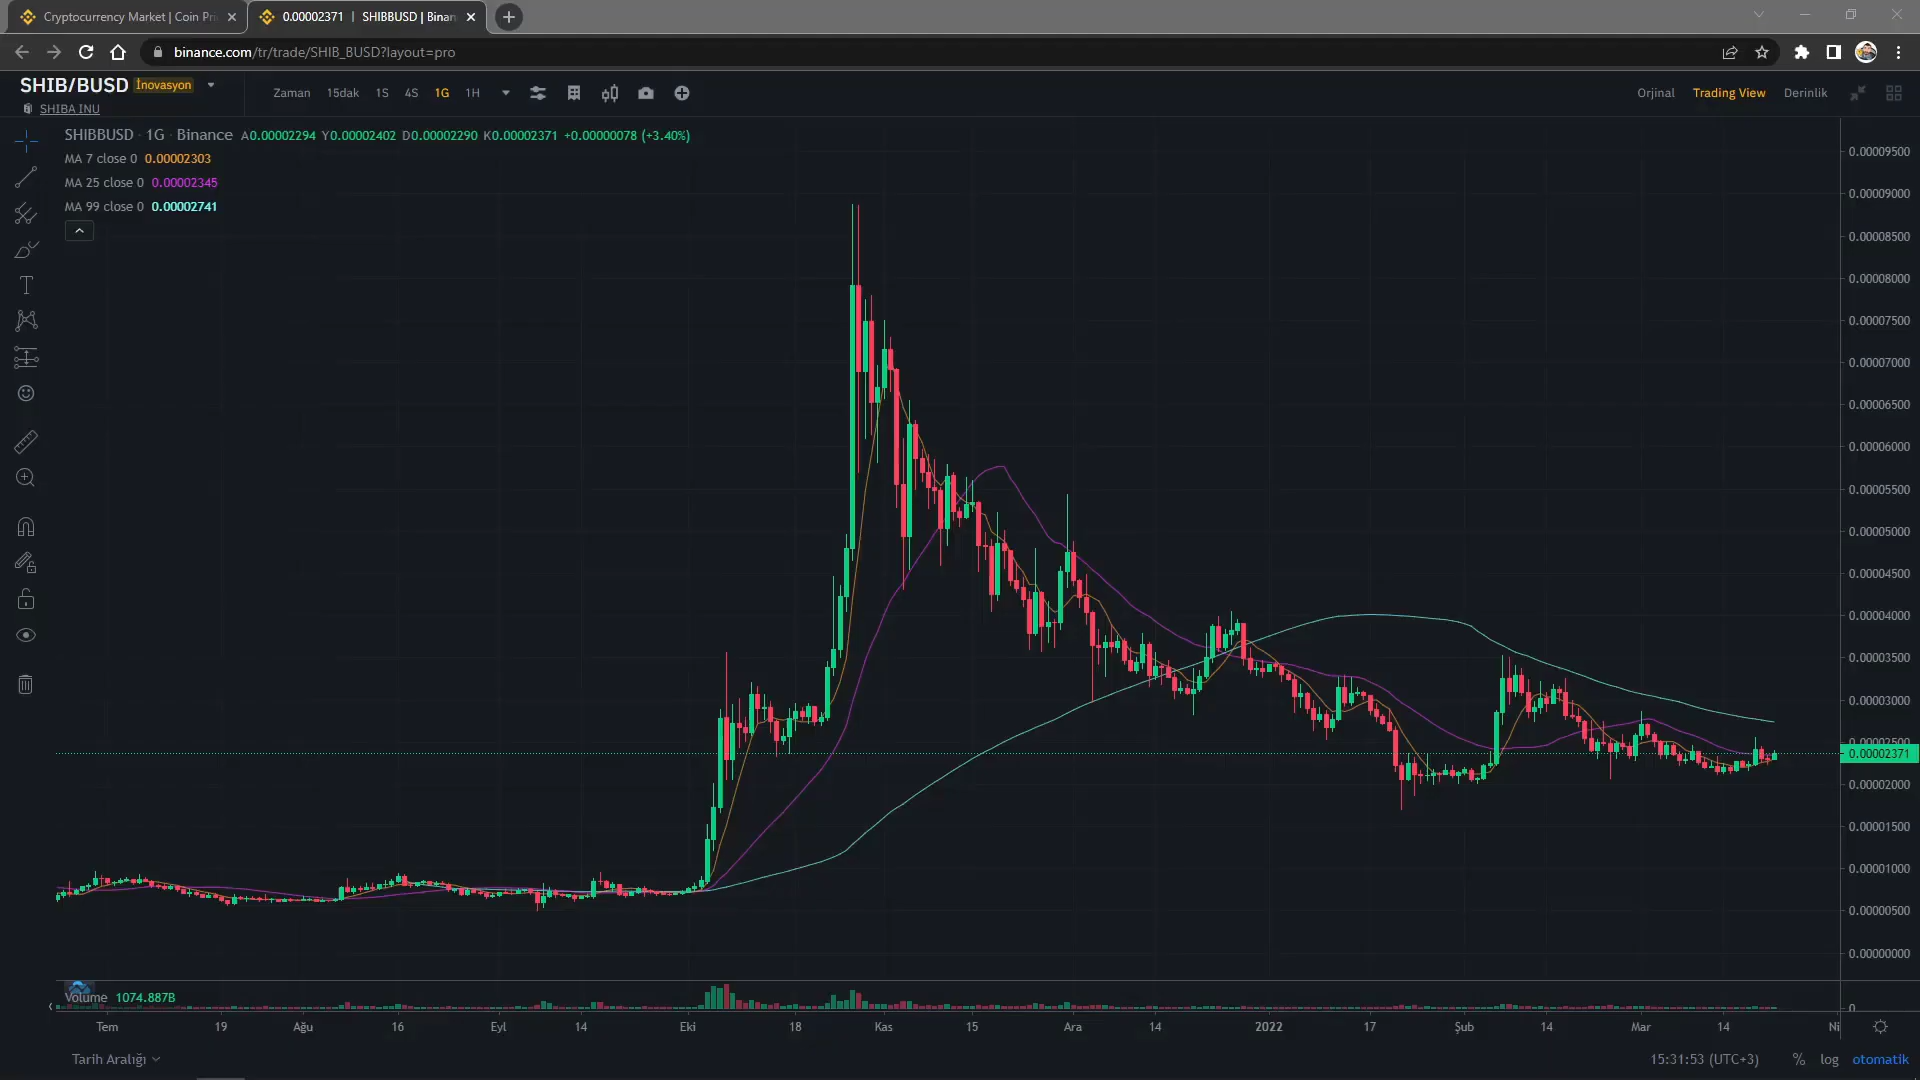 Cryptocurrency Market | Coin Pri
0.00002371 | SHIBBUSD | Binan
binance.com/tr/trade/SHIB_BUSD?layout=pro
SHIB/BUSD İnovasyon
SHIBA INU
Zaman 15dak 1S 4S 1G 1H
Orjinal Trading View Derinlik
SHIBBUSD · 1G · Binance A0.00002294 Y0.00002402 D0.00002290 K0.00002371 +0.00000078 (+3.40%)
MA 7 close 0 0.00002303
MA 25 close 0 0.00002345
MA 99 close 0 0.00002741
0.00009500
0.00009000
0.00008500
0.00008000
0.00007500
0.00007000
0.00006500
0.00006000
0.00005500
0.00005000
0.00004500
0.00004000
0.00003500
0.00003000
0.00002500
0.00002371
0.00002000
0.00001500
0.00001000
0.00000500
0.00000000
Volume 1074.887B
0
Tem 19 Ağu 16 Eyl 14 Eki 18 Kas 15 Ara 14 2022 17 Şub 14 Mar 14 Ni
Tarih Aralığı
15:31:53 (UTC+3) % log otomatik